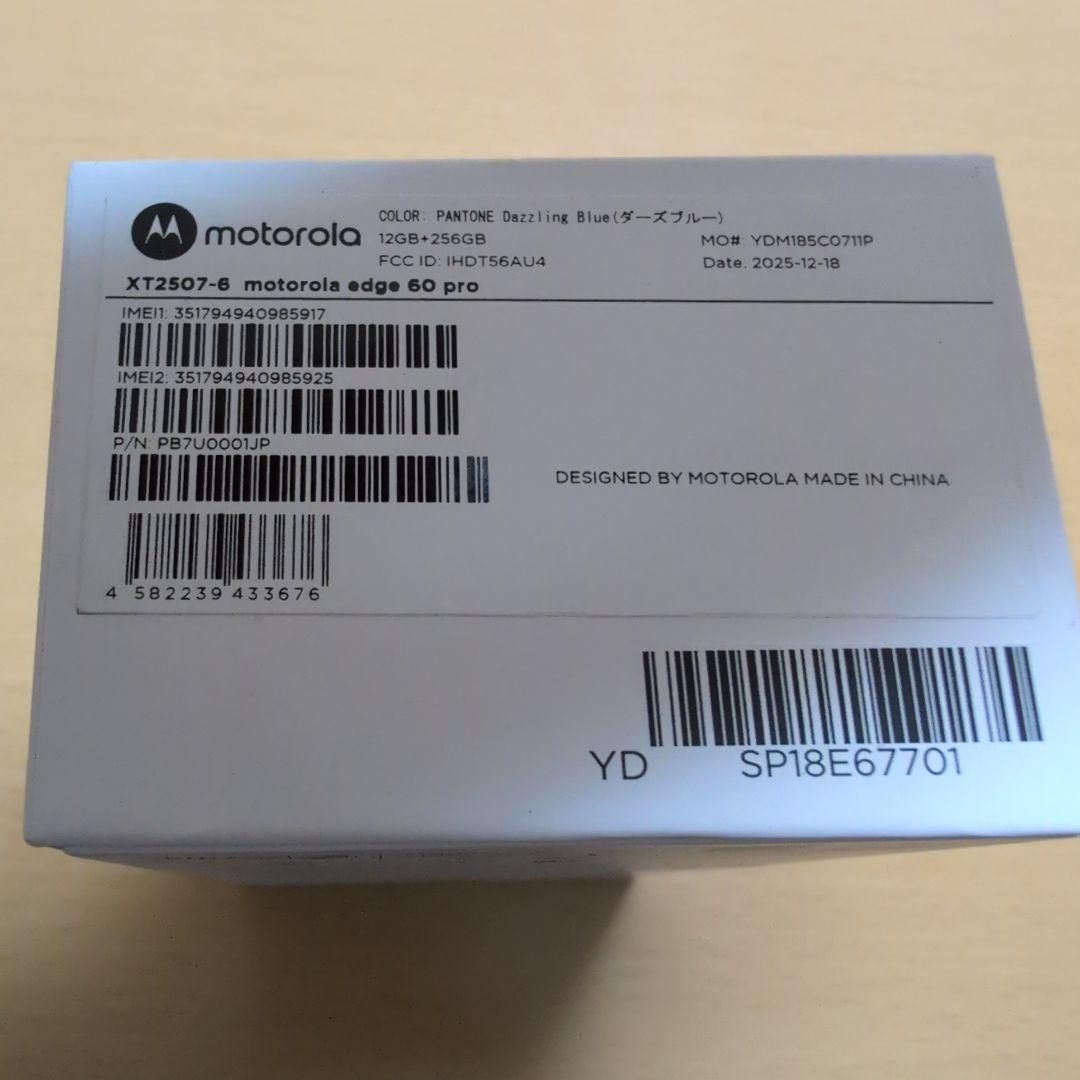 motorola
COLOR: PANTONE Dazzling Blue(ダーズブルー)
12GB+256GB
FCC ID: IHDT56AU4
MO#: YDM185C0711P
Date: 2025-12-18
XT2507-6 motorola edge 60 pro
IMEI1: 351794940985917
IMEI2: 351794940985925
P/N: PB7U0001JP
DESIGNED BY MOTOROLA MADE IN CHINA
4 582239 433676
YD SP18E67701